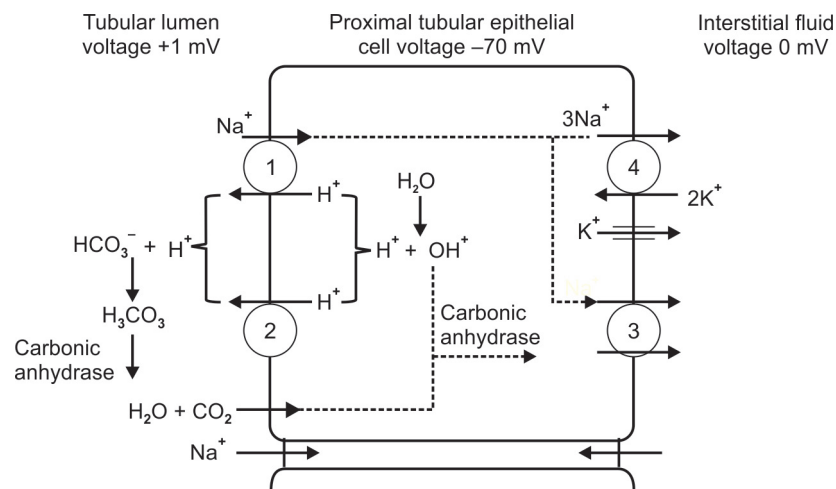 Tubular lumen
voltage +1 mV
Proximal tubular epithelial
cell voltage –70 mV
Interstitial fluid
voltage 0 mV
Na⁺
3Na⁺
1
4
H⁺
H₂O
2K⁺
K⁺
HCO₃⁻ + H⁺
H⁺ + OH⁺
Na⁺
H⁺
H₃CO₃
2
3
Carbonic
anhydrase
Carbonic
anhydrase
H₂O + CO₂
Na⁺